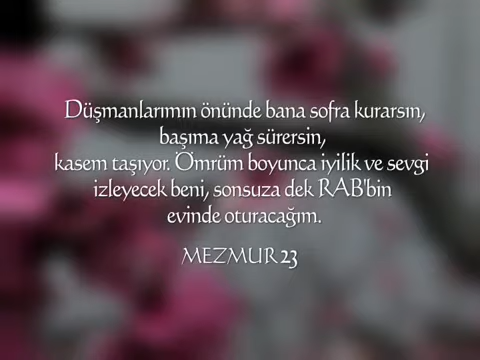 Düşmanlarımın önünde bana sofra kurarsın,
başıma yağ sürersin,
kasem taşıyor. Ömrüm boyunca iyilik ve sevgi
izleyecek beni, sonsuza dek RAB'bin
evinde oturacağım.
MEZMUR 23